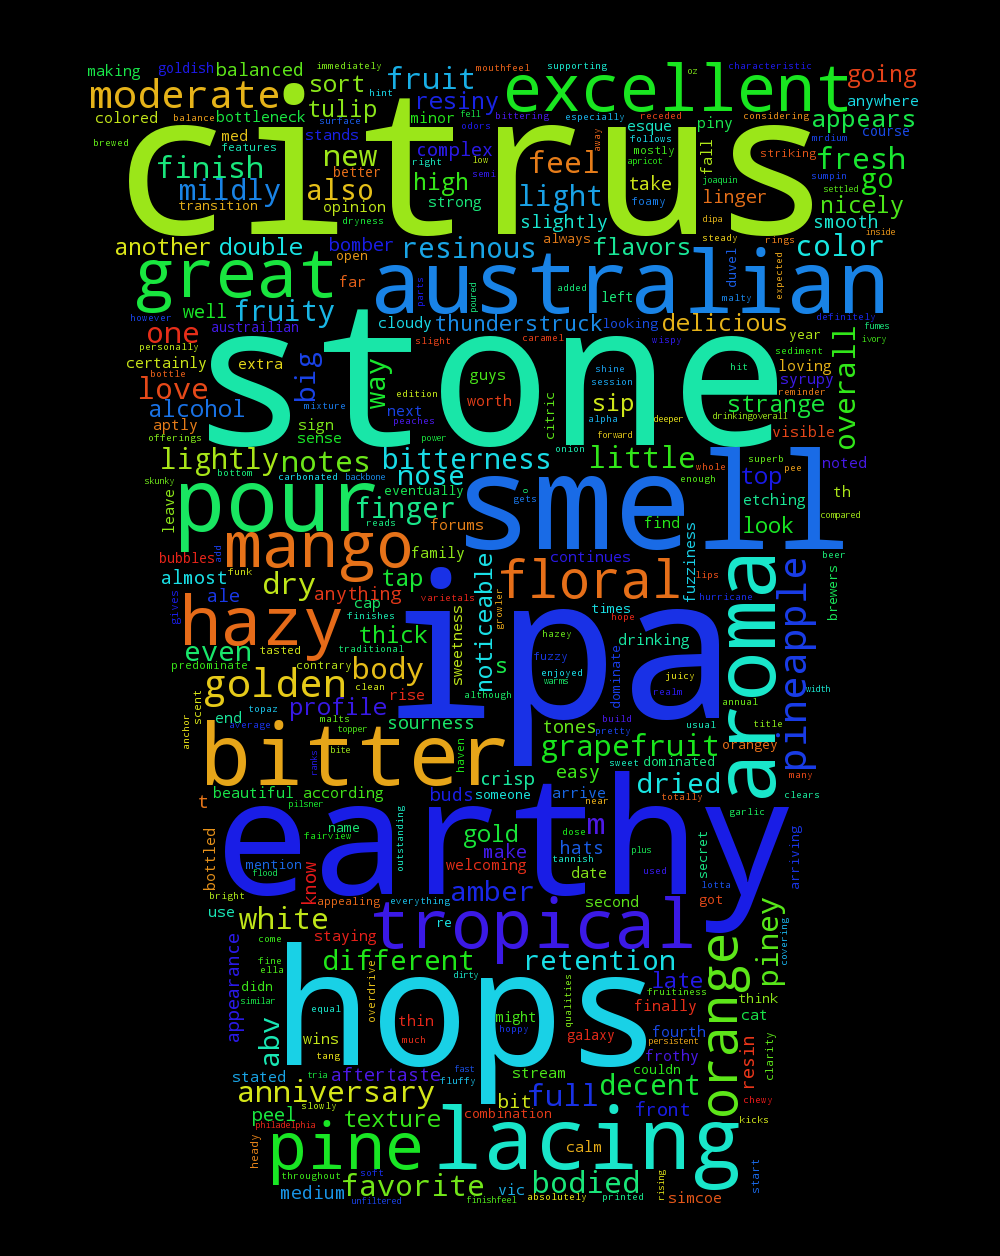 making goldish balanced immediately mouthfeel supporting oz characteristic
moderate sort fruit excellent going
colored bottleneck tulip hint resiny minor fell bittering especially receded considering anywhere
brewed balance med surface stands odors away esque piny appears
citrus
features new complex right low follows mostly fall striking course mrdium
finish better feel apricot fresh
mildly also high semi light take joaquin sumpin go
transition opinion strong foamy linger settled nicely
dryness slightly dipa smooth inside
another double bomber resinous always flavors steady rings color
great open far australian parts poured added left duvel malty expected
well fruity
however austrailian cloudy thunderstruck looking delicious definitely
one personally slight caramel wispy year fumes ivory
stone
certainly extra big way guys shine hit sediment loving overall
bottle session syrupy
love mixture edition worth alpha sip reminder strange
alcohol next peaches citric deeper drinkingoverall
aptly sign power forward visible
offerings sense onion
lightly notes bitterness little whole superb pee noted
skunky bottom carbonated backbone nose gets o enough top th
pour smell
leave eventually etching compared
finger reads forums find look
mango family continues fuzziness beer
bubbles add funk tap floral lips
almost dry anything varietals hurricane aroma pineapple brewers
gives ale cap growler times hope
hazy finishes noticeable hazey drinking
even tasted traditional thick ipa
predominate contrary body sweetness s fuzzy enjoyed dominate juicy
golden clean although warms realm width
scent profile rise build annual
end topaz malts sourness tones pretty usual title
anchor average topper haven grapefruit orangey
bitter ranks bite crisp easy sweet dominated many
beautiful according buds someone arrive near dried totally clears
t pilsner garlic
earthy
name outstanding gold dose m plus secret
bottled fairview make hats arriving
mention flood know welcoming tannish used lotta
bright appealing everything amber date got
use white second covering
staying re tropical piney
appearance come different retention orange
fine ella dirty late
didn overdrive qualities fruitiness think
similar hops
equal thin might finally cat
abv wins much hoppy galaxy fourth persistent resin clarity
tang frothy
stated tria aftertaste fast stream couldn
anniversary fluffy full decent chewy
slowly bit front kicks
peel philadelphia texture combination
heady pine lacing calm
throughout soft bodied start
medium unfiltered favorite finishfeel vic absolutely printed rising simcoe